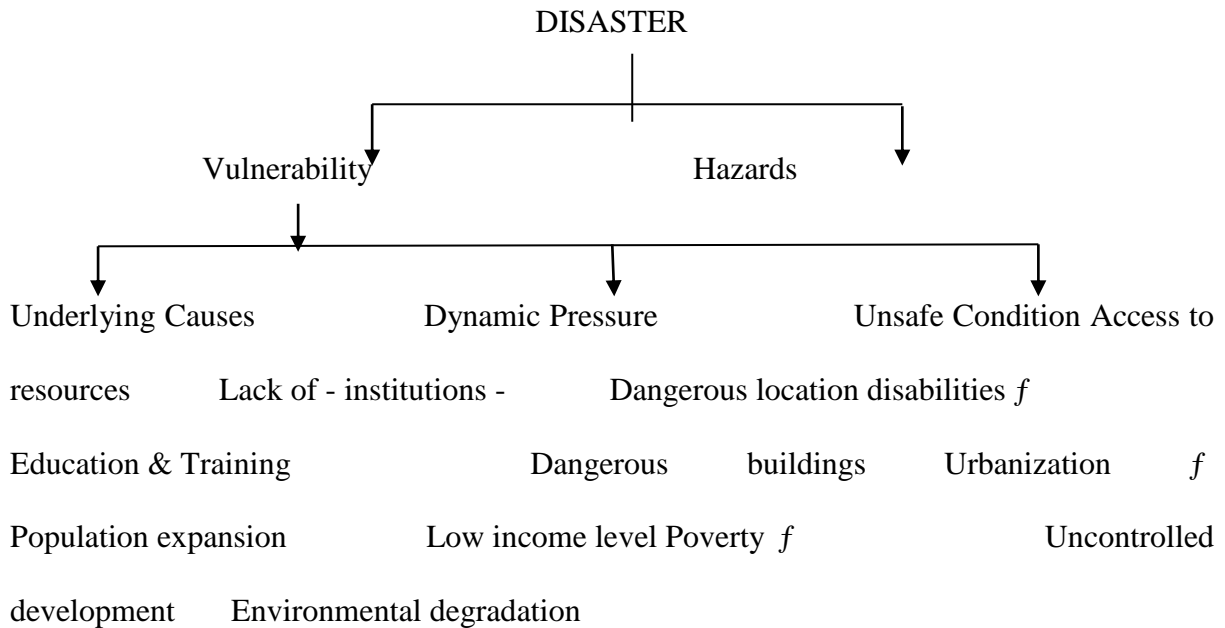 DISASTER
Vulnerability Hazards
Underlying Causes Dynamic Pressure Unsafe Condition Access to
resources Lack of - institutions - Dangerous location disabilities ƒ
Education & Training Dangerous buildings Urbanization ƒ
Population expansion Low income level Poverty ƒ Uncontrolled
development Environmental degradation